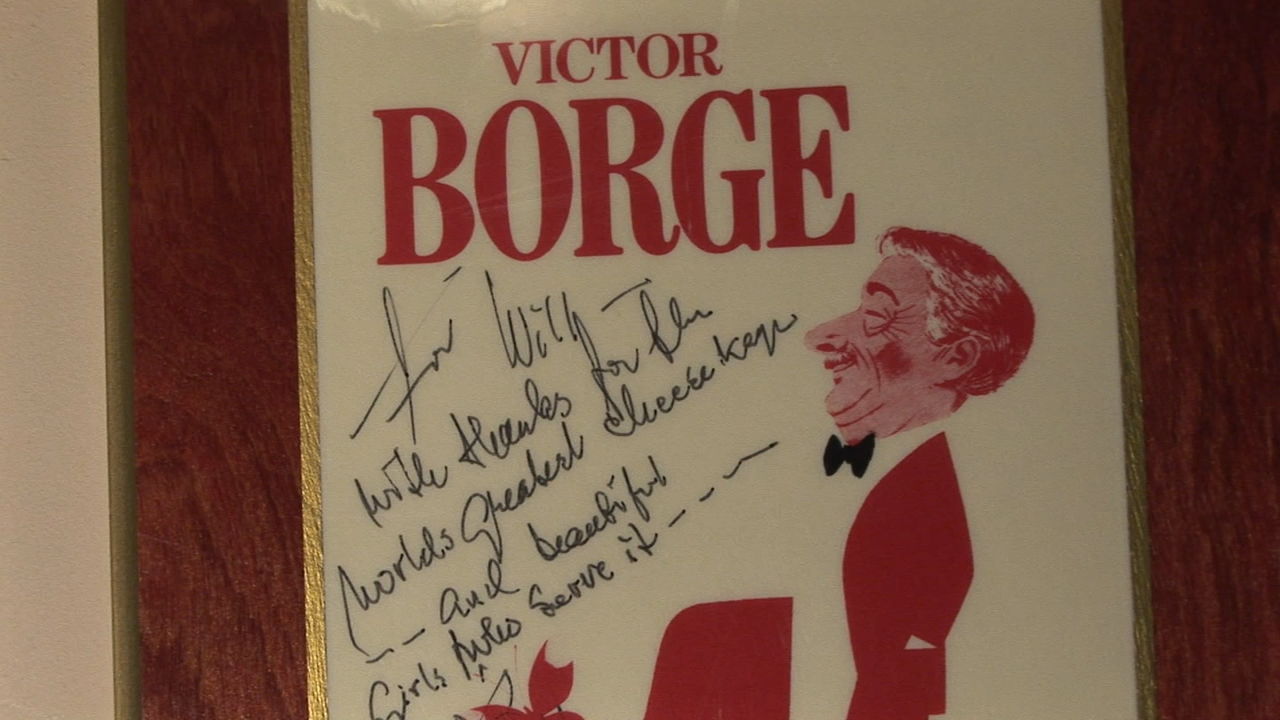 VICTOR
BORGE
for Will
with thanks for the
Worlds greatest cheesecake
-- and beautiful
Girls who serve it ---